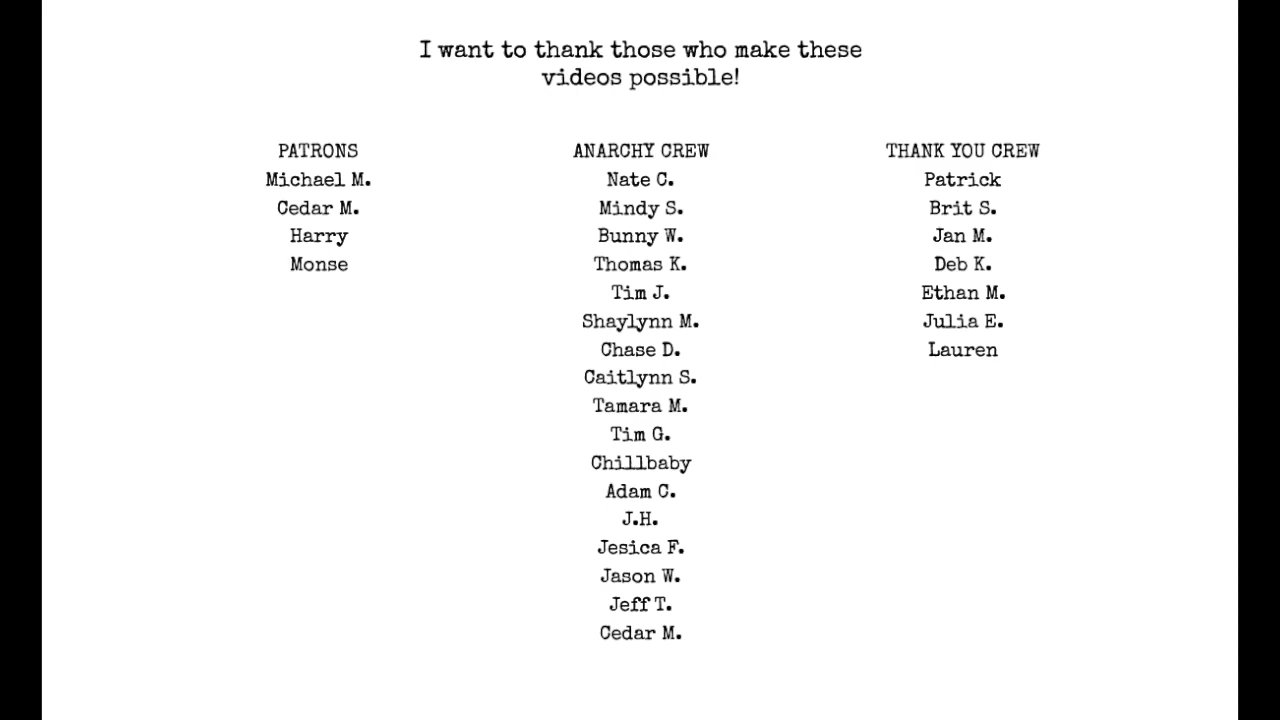 I want to thank those who make these
videos possible!
PATRONS
Michael M.
Cedar M.
Harry
Monse
ANARCHY CREW
Nate C.
Mindy S.
Bunny W.
Thomas K.
Tim J.
Shaylynn M.
Chase D.
Caitlynn S.
Tamara M.
Tim G.
Chillbaby
Adam C.
J.H.
Jesica F.
Jason W.
Jeff T.
Cedar M.
THANK YOU CREW
Patrick
Brit S.
Jan M.
Deb K.
Ethan M.
Julia E.
Lauren